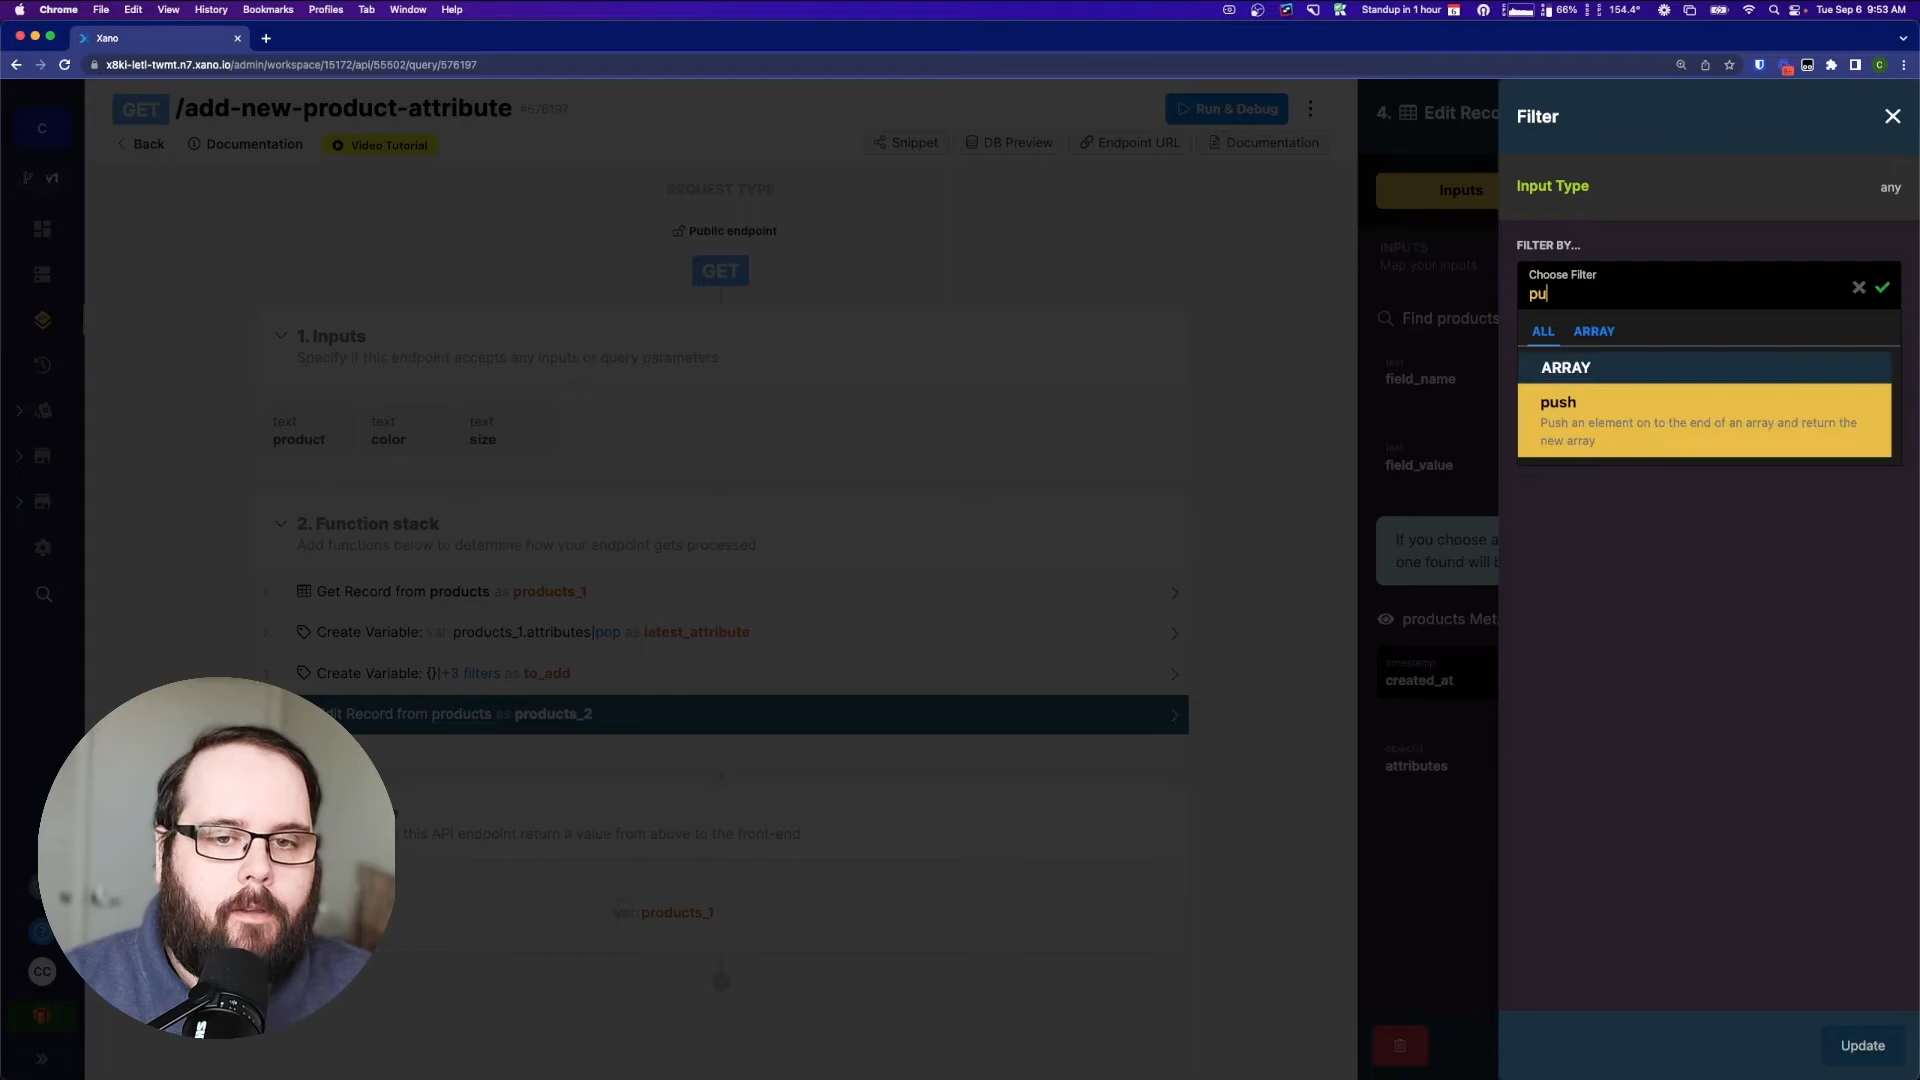 Chrome File Edit View History Bookmarks Profiles Tab Window Help
Standup in 1 hour 66% 154.4° Tue Sep 6 9:53 AM
Xano
x8ki-letl-twmt.n7.xano.io/admin/workspace/15172/api/55502/query/576197
C
GET /add-new-product-attribute #576197
Run & Debug
Back Documentation Video Tutorial
Snippet DB Preview Endpoint URL Documentation
v1
REQUEST TYPE
Public endpoint
GET
1. Inputs
Specify if this endpoint accepts any inputs or query parameters
text
product
text
color
text
size
2. Function stack
Add functions below to determine how your endpoint gets processed
Get Record from products as products_1
2. Create Variable: var: products_1.attributes|pop as latest_attribute
Create Variable: {}|+3 filters as to_add
dit Record from products as products_2
this API endpoint return a value from above to the front-end
var: products_1
CC
4. Edit Reco
Inputs
INPUTS
Map your inputs
Find products
text
field_name
text
field_value
If you choose a
one found will b
products Met
timestamp
created_at
object[]
attributes
Filter
Input Type any
FILTER BY...
Choose Filter
pu
ALL ARRAY
ARRAY
push
Push an element on to the end of an array and return the
new array
Update